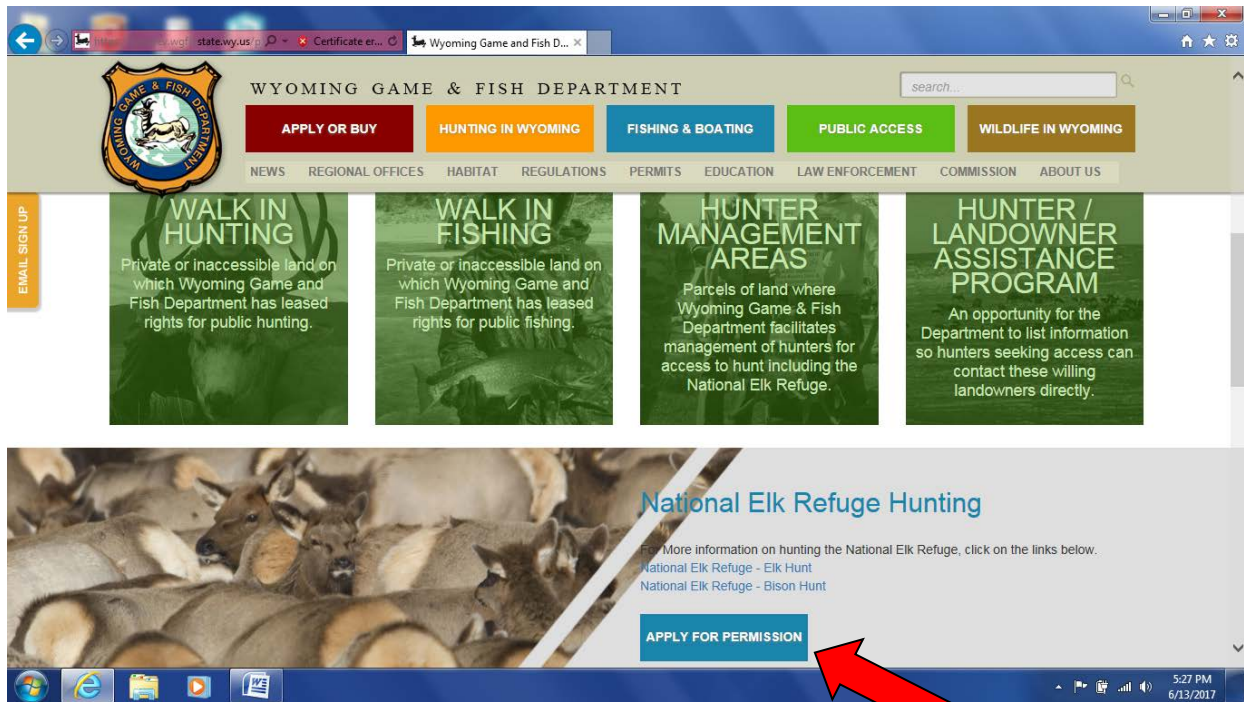 state.wy.us
Certificate er...
Wyoming Game and Fish D...
WYOMING GAME & FISH DEPARTMENT
WYOMING GAME & FISH DEPARTMENT
search...
APPLY OR BUY
HUNTING IN WYOMING
FISHING & BOATING
PUBLIC ACCESS
WILDLIFE IN WYOMING
NEWS REGIONAL OFFICES HABITAT REGULATIONS PERMITS EDUCATION LAW ENFORCEMENT COMMISSION ABOUT US
EMAIL SIGN UP
WALK IN
HUNTING
Private or inaccessible land on
which Wyoming Game and
Fish Department has leased
rights for public hunting.
WALK IN
FISHING
Private or inaccessible land on
which Wyoming Game and
Fish Department has leased
rights for public fishing.
HUNTER
MANAGEMENT
AREAS
Parcels of land where
Wyoming Game & Fish
Department facilitates
management of hunters for
access to hunt including the
National Elk Refuge.
HUNTER /
LANDOWNER
ASSISTANCE
PROGRAM
An opportunity for the
Department to list information
so hunters seeking access can
contact these willing
landowners directly.
National Elk Refuge Hunting
For More information on hunting the National Elk Refuge, click on the links below.
National Elk Refuge - Elk Hunt
National Elk Refuge - Bison Hunt
APPLY FOR PERMISSION
5:27 PM
6/13/2017